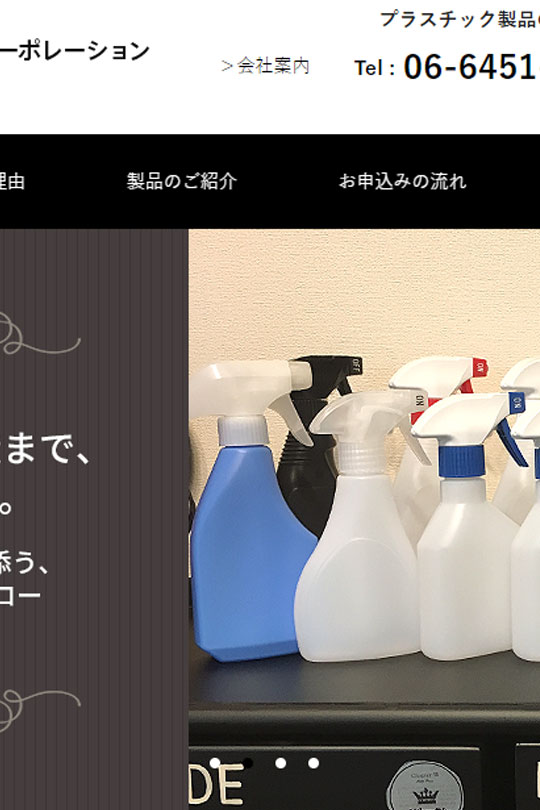 プラスチック製品の
ーポレーション
＞会社案内
Tel : 06-6451
理由
製品のご紹介
お申込みの流れ
まで、
。
添う、
コー
OFF
ON
ON
ON
DE